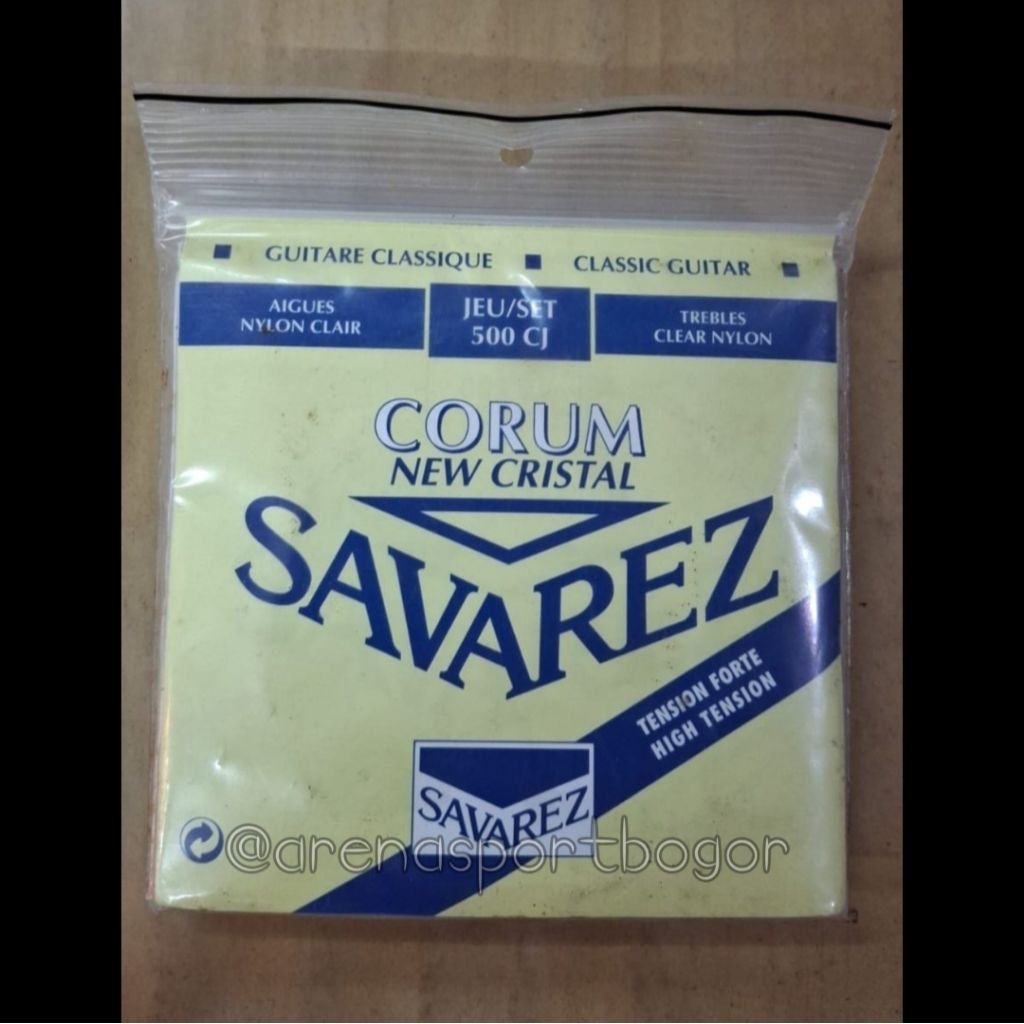 GUITARE CLASSIQUE CLASSIC GUITAR
AIGUES
NYLON CLAIR
JEU/SET
500 CJ
TREBLES
CLEAR NYLON
CORUM
NEW CRISTAL
SAVAREZ
TENSION FORTE
HIGH TENSION
SAVAREZ
@arenasportbogor